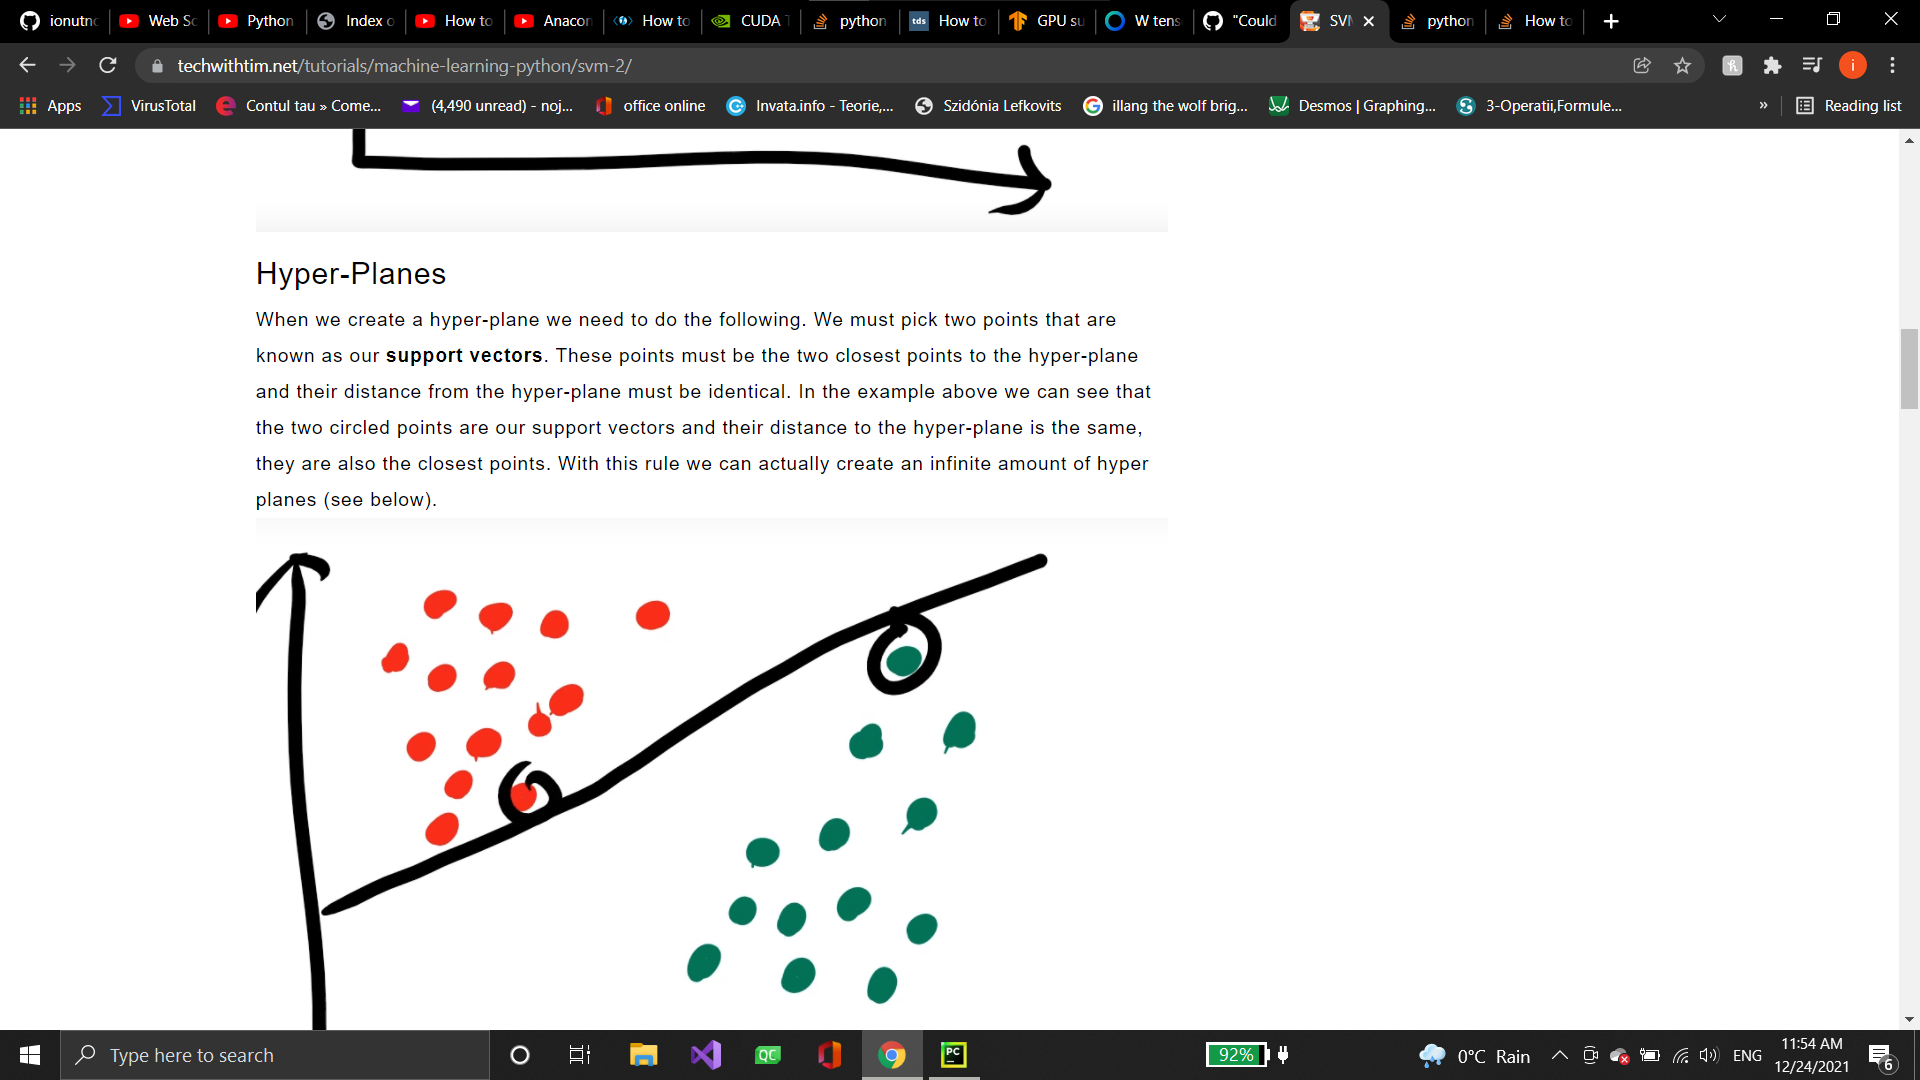 ionutnc
Web Sc
Python
Index o
How to
Anacon
How to
CUDA T
python
How to
GPU su
W tens
"Could
SVM
python
How to
techwithtim.net/tutorials/machine-learning-python/svm-2/
Apps
VirusTotal
Contul tau » Come...
(4,490 unread) - noj...
office online
Invata.info - Teorie,...
Szidónia Lefkovits
illang the wolf brig...
Desmos | Graphing...
3-Operatii,Formule...
»
Reading list
Hyper-Planes
When we create a hyper-plane we need to do the following. We must pick two points that are
known as our support vectors. These points must be the two closest points to the hyper-plane
and their distance from the hyper-plane must be identical. In the example above we can see that
the two circled points are our support vectors and their distance to the hyper-plane is the same,
they are also the closest points. With this rule we can actually create an infinite amount of hyper
planes (see below).
Type here to search
QC
PC
92%
0°C Rain
ENG
11:54 AM
12/24/2021
6